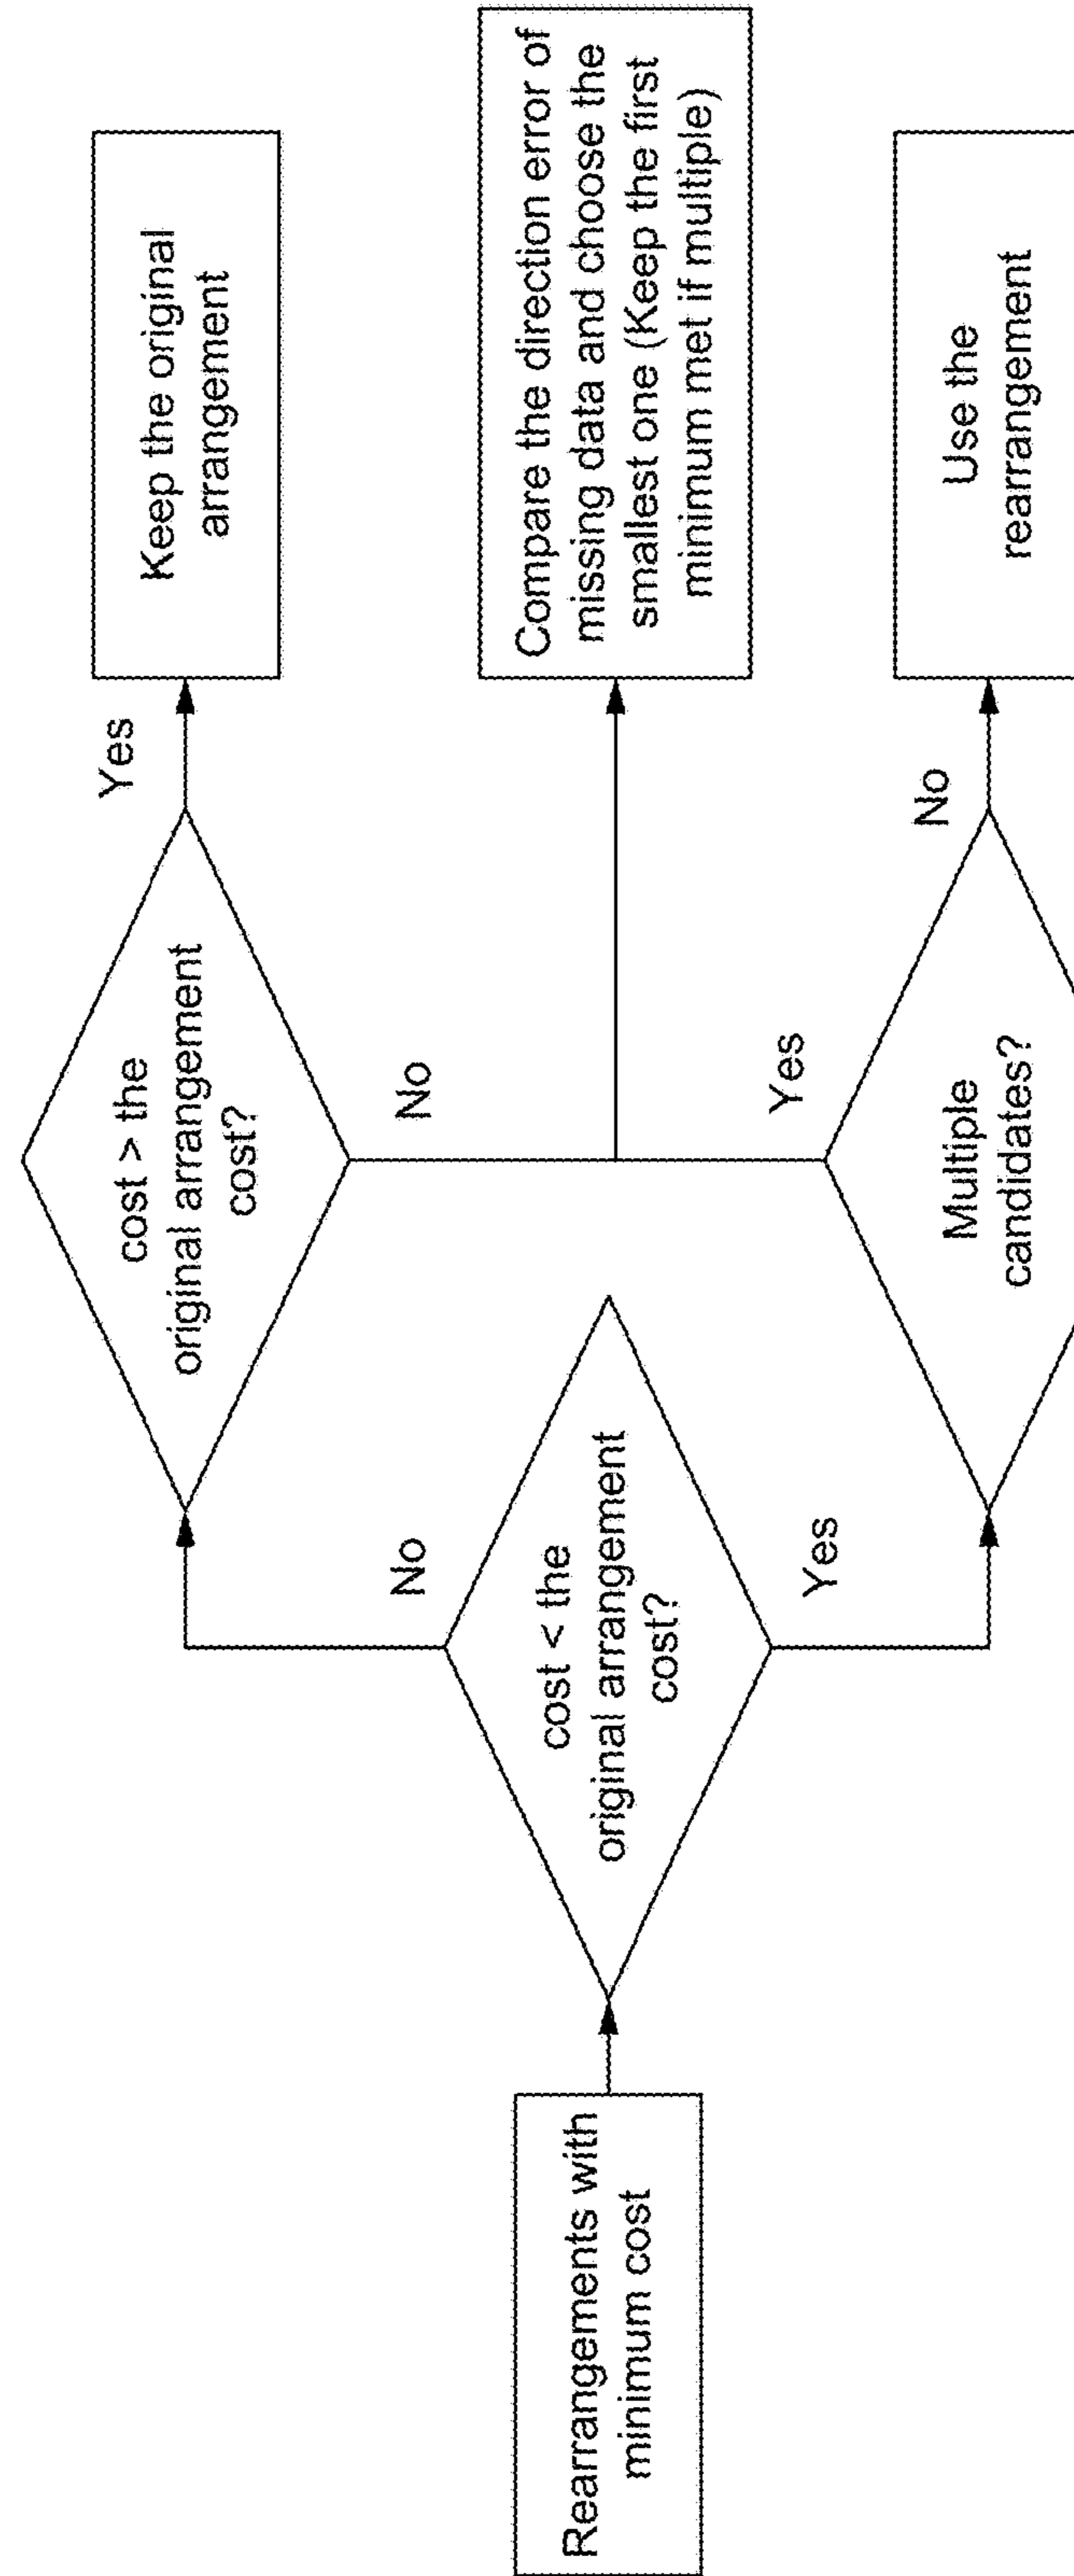 Rearrangements with
minimum cost
cost < the
original arrangement
cost?
No
Yes
cost > the
original arrangement
cost?
Yes
No
Keep the original
arrangement
Compare the direction error of
missing data and choose the
smallest one (Keep the first
minimum met if multiple)
Multiple
candidates?
Yes
No
Use the
rearrangement